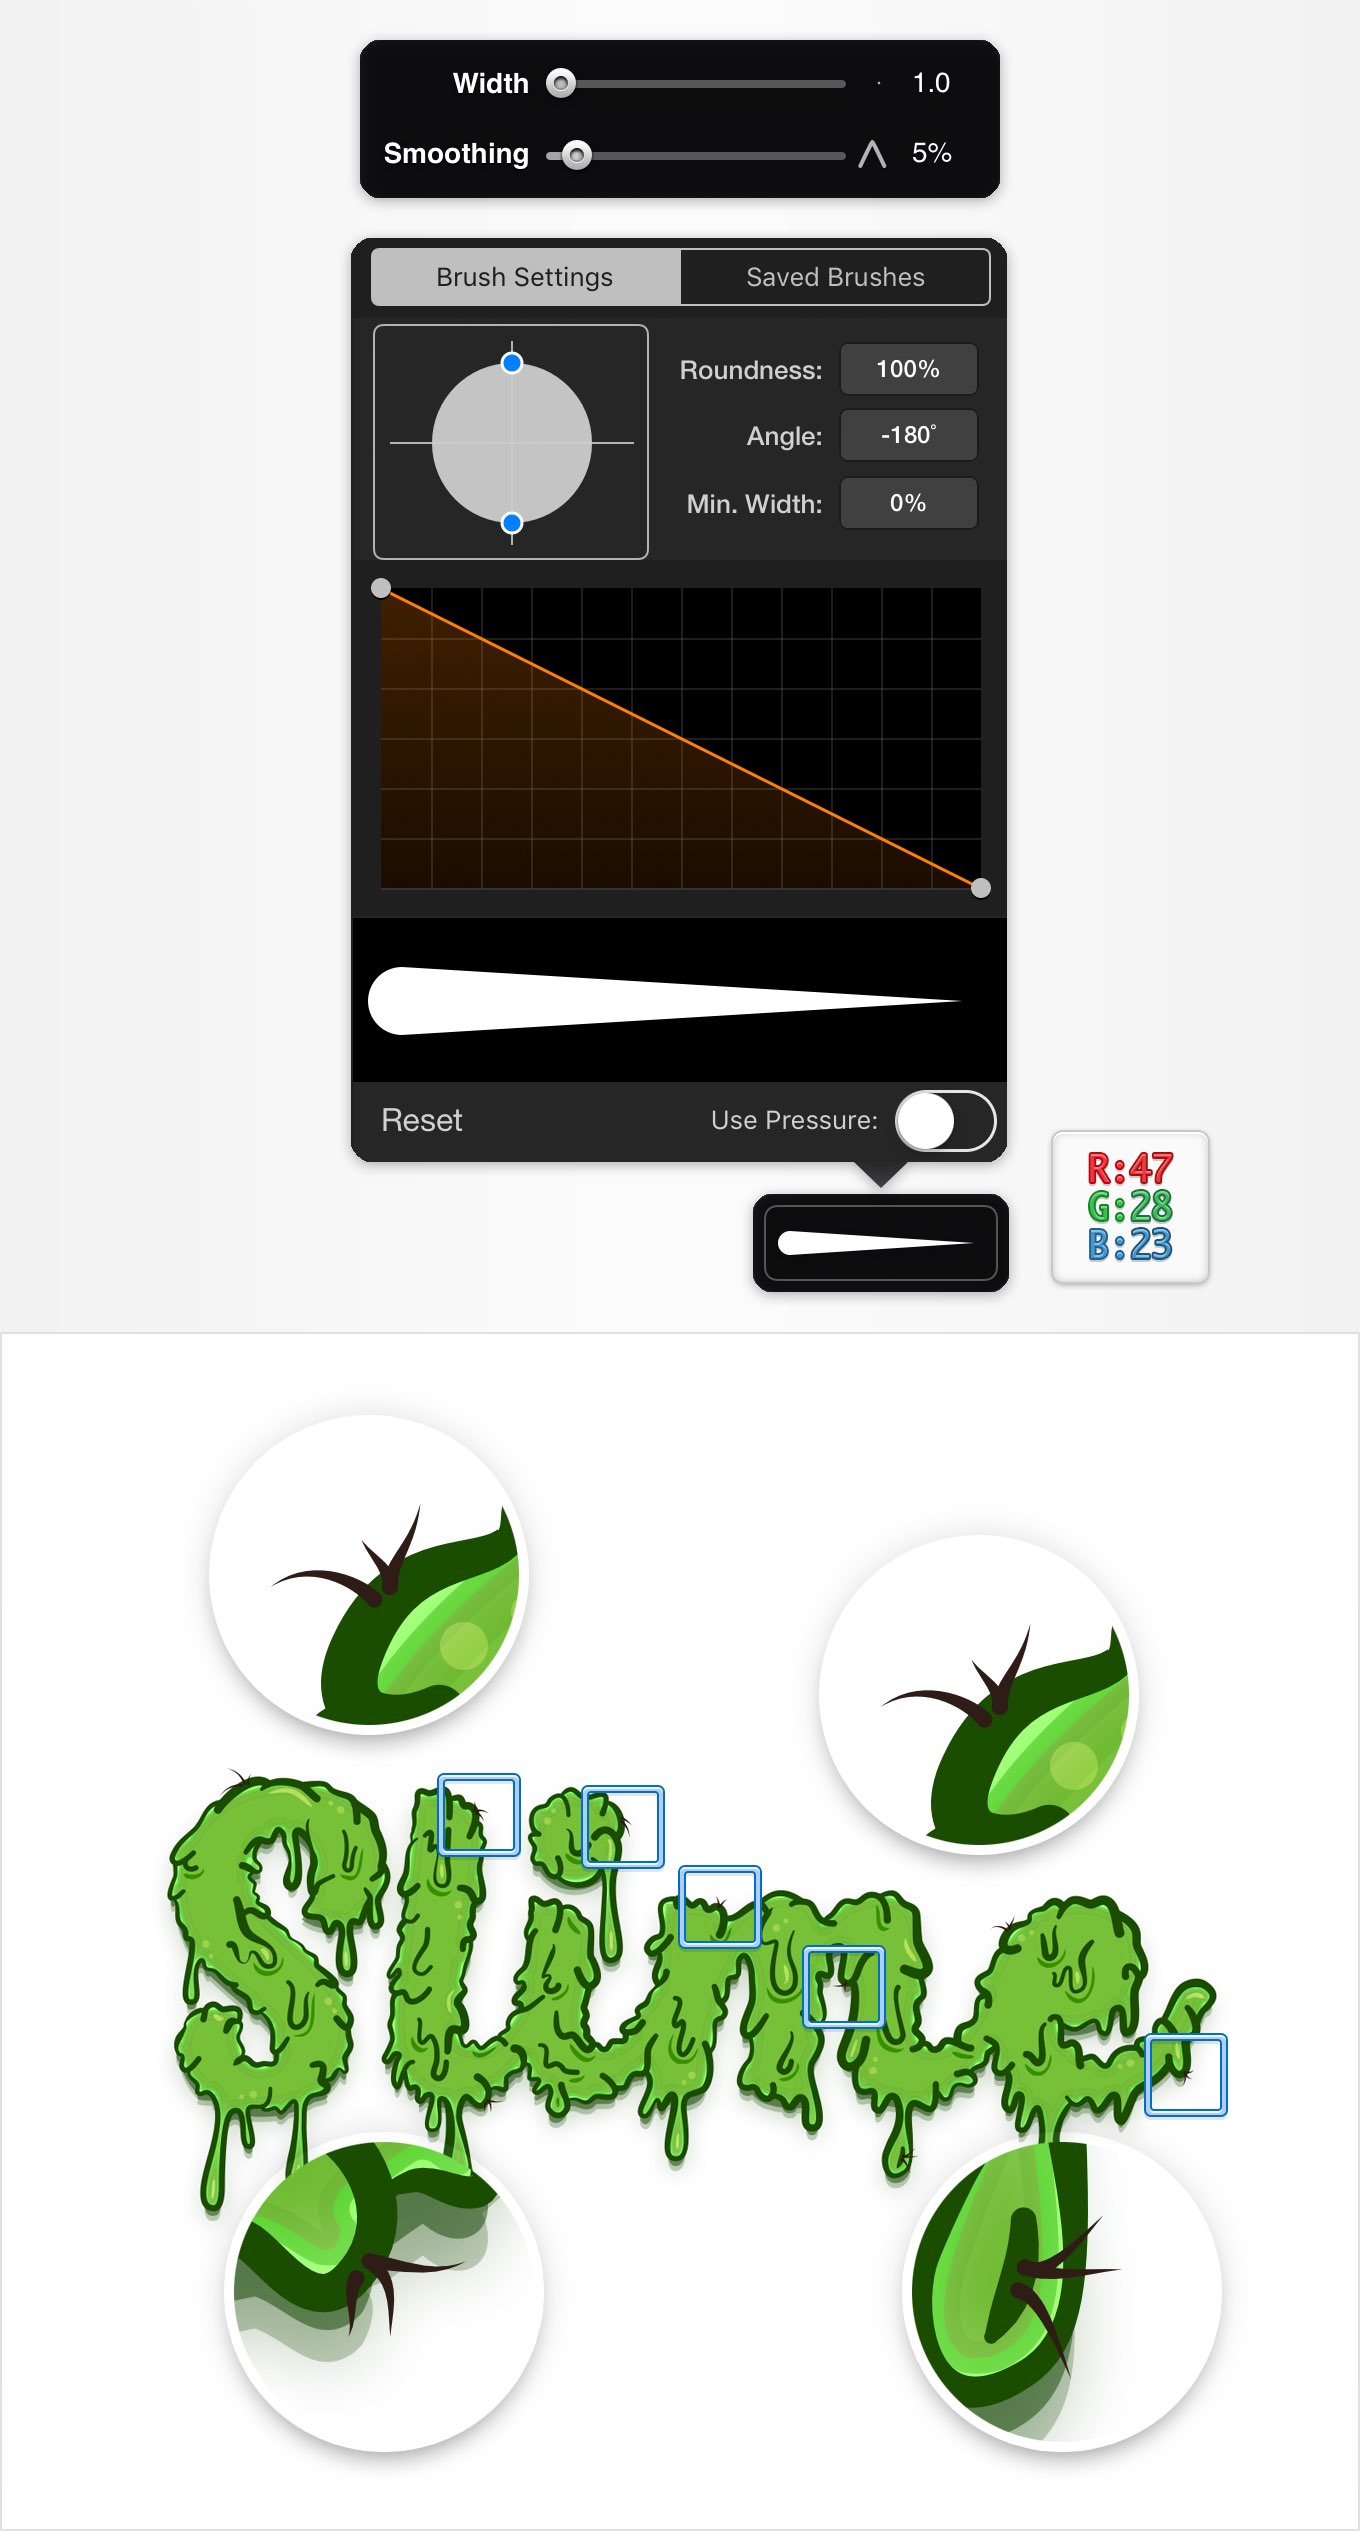 Width 1.0
Smoothing 5%
Brush Settings Saved Brushes
Roundness: 100%
Angle: -180°
Min. Width: 0%
Reset Use Pressure:
R:47
G:28
B:23
Slime